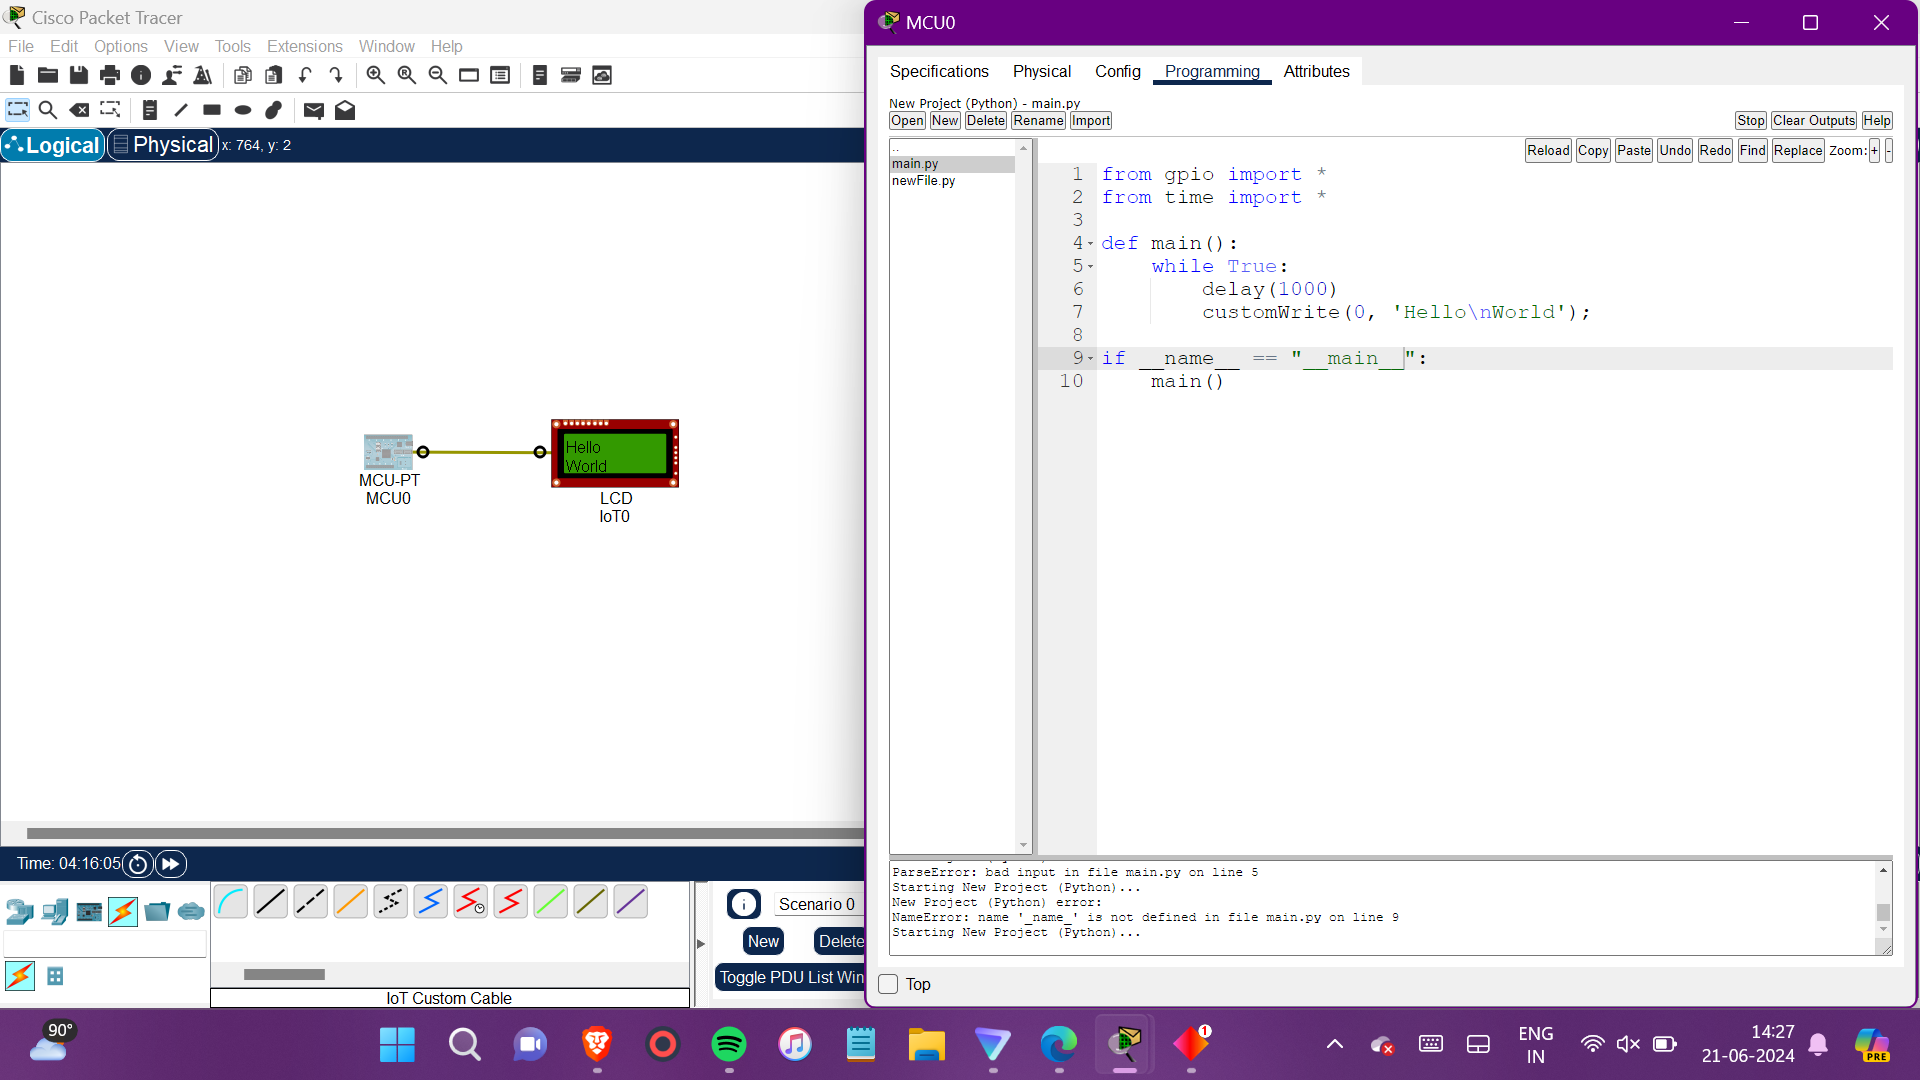 Cisco Packet Tracer
File Edit Options View Tools Extensions Window Help
Logical Physical x: 764, y: 2
Hello
World
MCU-PT
MCU0
LCD
IoT0
Time: 04:16:05
Scenario 0
New Delete
Toggle PDU List Win
IoT Custom Cable
MCU0
Specifications Physical Config Programming Attributes
New Project (Python) - main.py
Open New Delete Rename Import
Stop Clear Outputs Help
..
main.py
newFile.py
Reload Copy Paste Undo Redo Find Replace Zoom: + -
1 from gpio import *
2 from time import *
3
4 def main():
5 while True:
6 delay(1000)
7 customWrite(0, 'Hello\nWorld');
8
9 if __name__ == "__main__":
10 main()
ParseError: bad input in file main.py on line 5
Starting New Project (Python)...
New Project (Python) error:
NameError: name '_name_' is not defined in file main.py on line 9
Starting New Project (Python)...
Top
90°
1
ENG
IN
14:27
21-06-2024
PRE